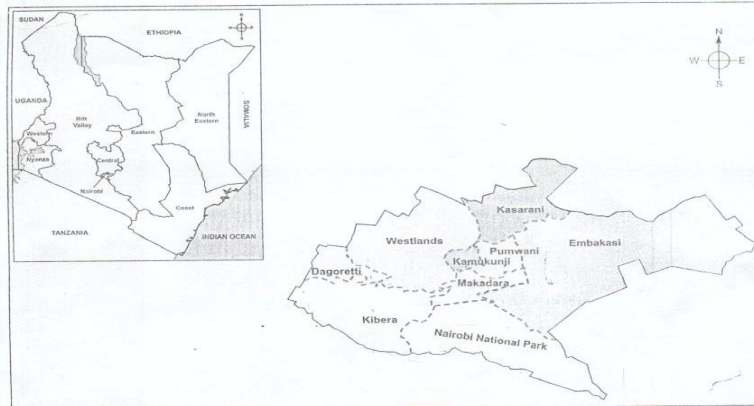 SUDAN
ETHIOPIA
N
W E
S
UGANDA
Rift
Valley
North
Eastern
SOMALIA
Western
Eastern
Nyanza
Central
Nairobi
Coast
TANZANIA
INDIAN OCEAN
N
W E
S
Kasarani
Westlands
Pumwani
Embakasi
Kamukunji
Dagoretti
Makadara
Kibera
Nairobi National Park